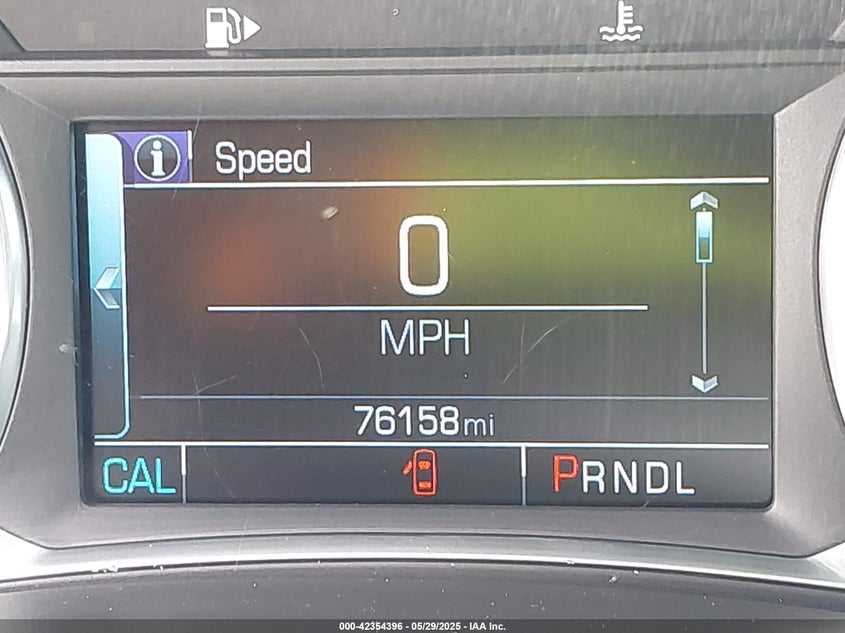 i Speed
0
MPH
76158mi
CAL PRNDL
000-42354396 - 05/29/2025 - IAA Inc.